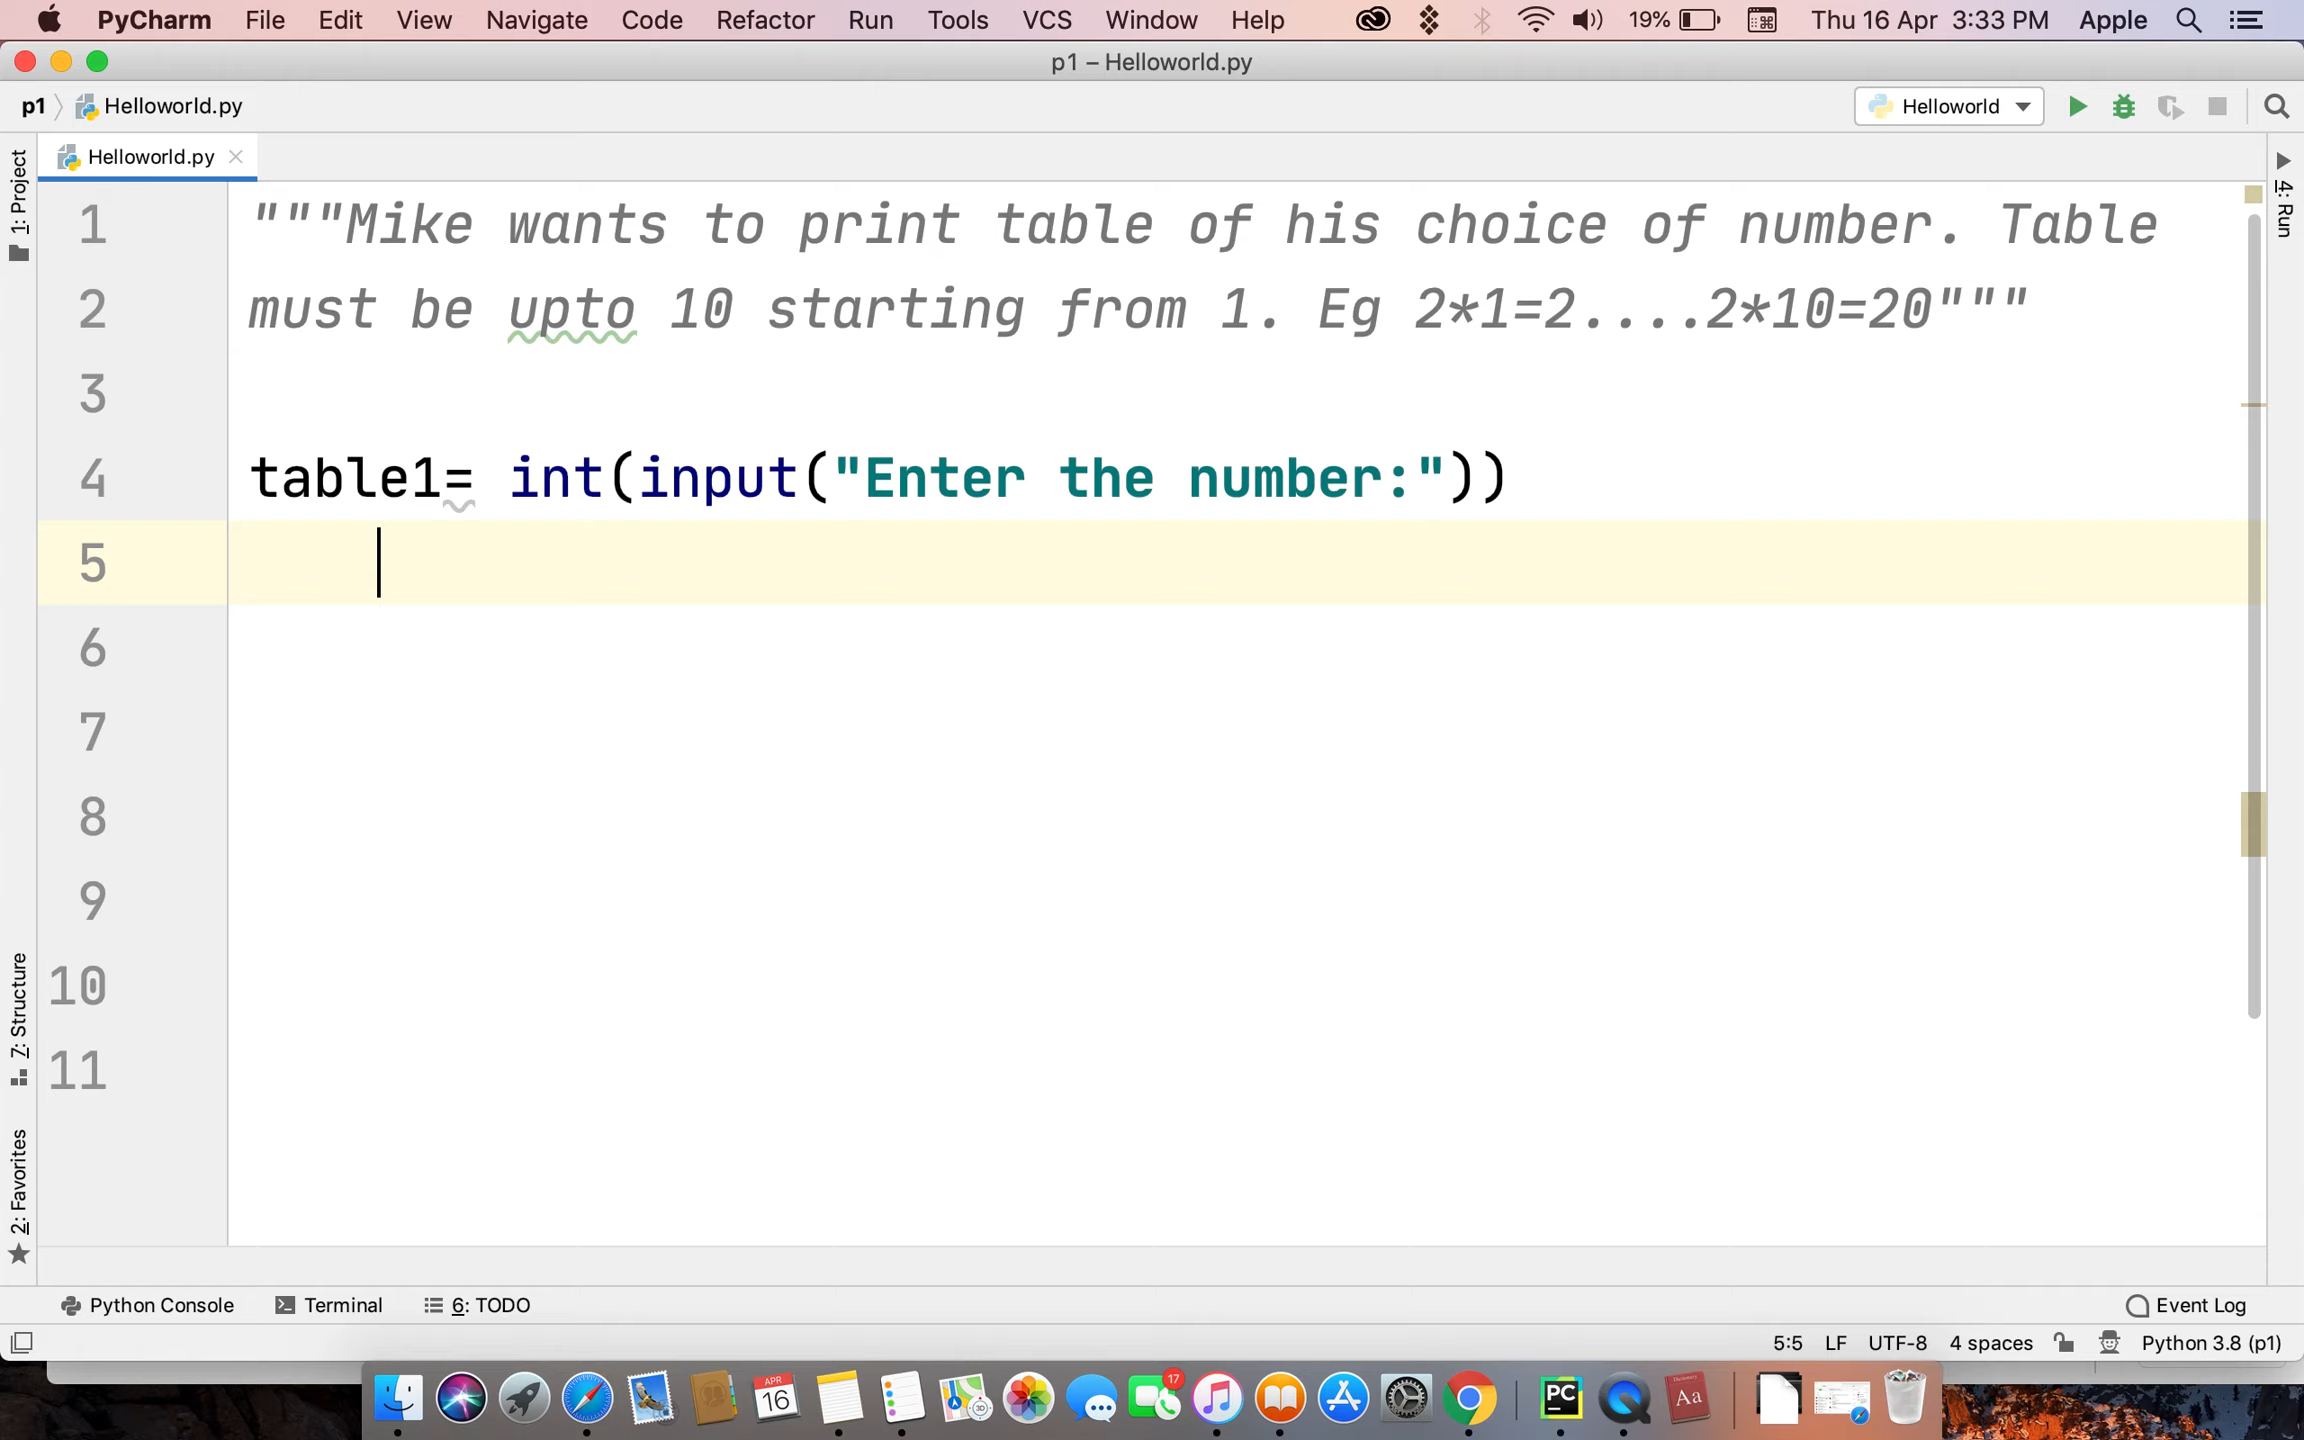 PyCharm File Edit View Navigate Code Refactor Run Tools VCS Window Help 19% Thu 16 Apr 3:33 PM Apple
p1 – Helloworld.py
p1 Helloworld.py Helloworld
Helloworld.py
1: Project
4: Run
1 """Mike wants to print table of his choice of number. Table
2 must be upto 10 starting from 1. Eg 2*1=2....2*10=20"""
3
4 table1= int(input("Enter the number:"))
5
6
7
8
9
10
11
7: Structure
2: Favorites
Python Console Terminal 6: TODO Event Log
5:5 LF UTF-8 4 spaces Python 3.8 (p1)
APR
16
3D
17
PC
Dictionary
Aa